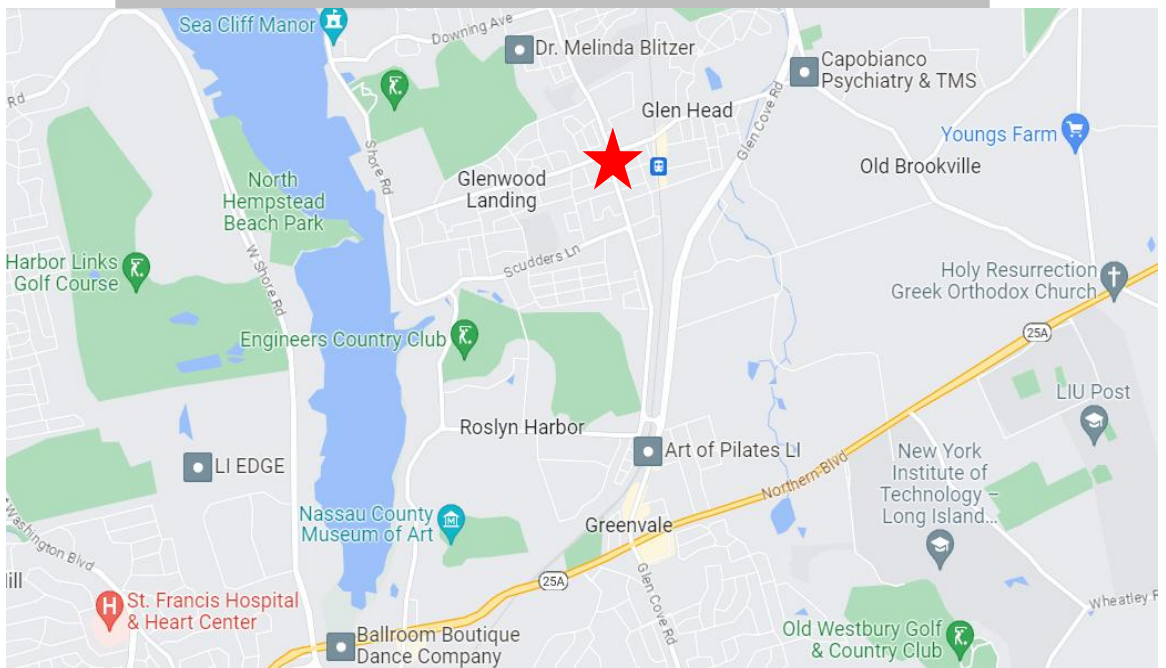 Sea Cliff Manor
Downing Ave
Dr. Melinda Blitzer
Capobianco
Psychiatry & TMS
Rd
Glen Head
Glen Cove Rd
Youngs Farm
Old Brookville
Shore Rd
Glenwood
Landing
North
Hempstead
Beach Park
Scudders Ln
W Shore Rd
Harbor Links
Golf Course
Holy Resurrection
Greek Orthodox Church
25A
Engineers Country Club
LIU Post
Roslyn Harbor
Art of Pilates LI
LI EDGE
Northern Blvd
New York
Institute of
Technology –
Long Island...
Nassau County
Museum of Art
Greenvale
Washington Blvd
25A
ill
H
St. Francis Hospital
& Heart Center
Glen Cove Rd
Wheatley R
Ballroom Boutique
Dance Company
Old Westbury Golf
& Country Club